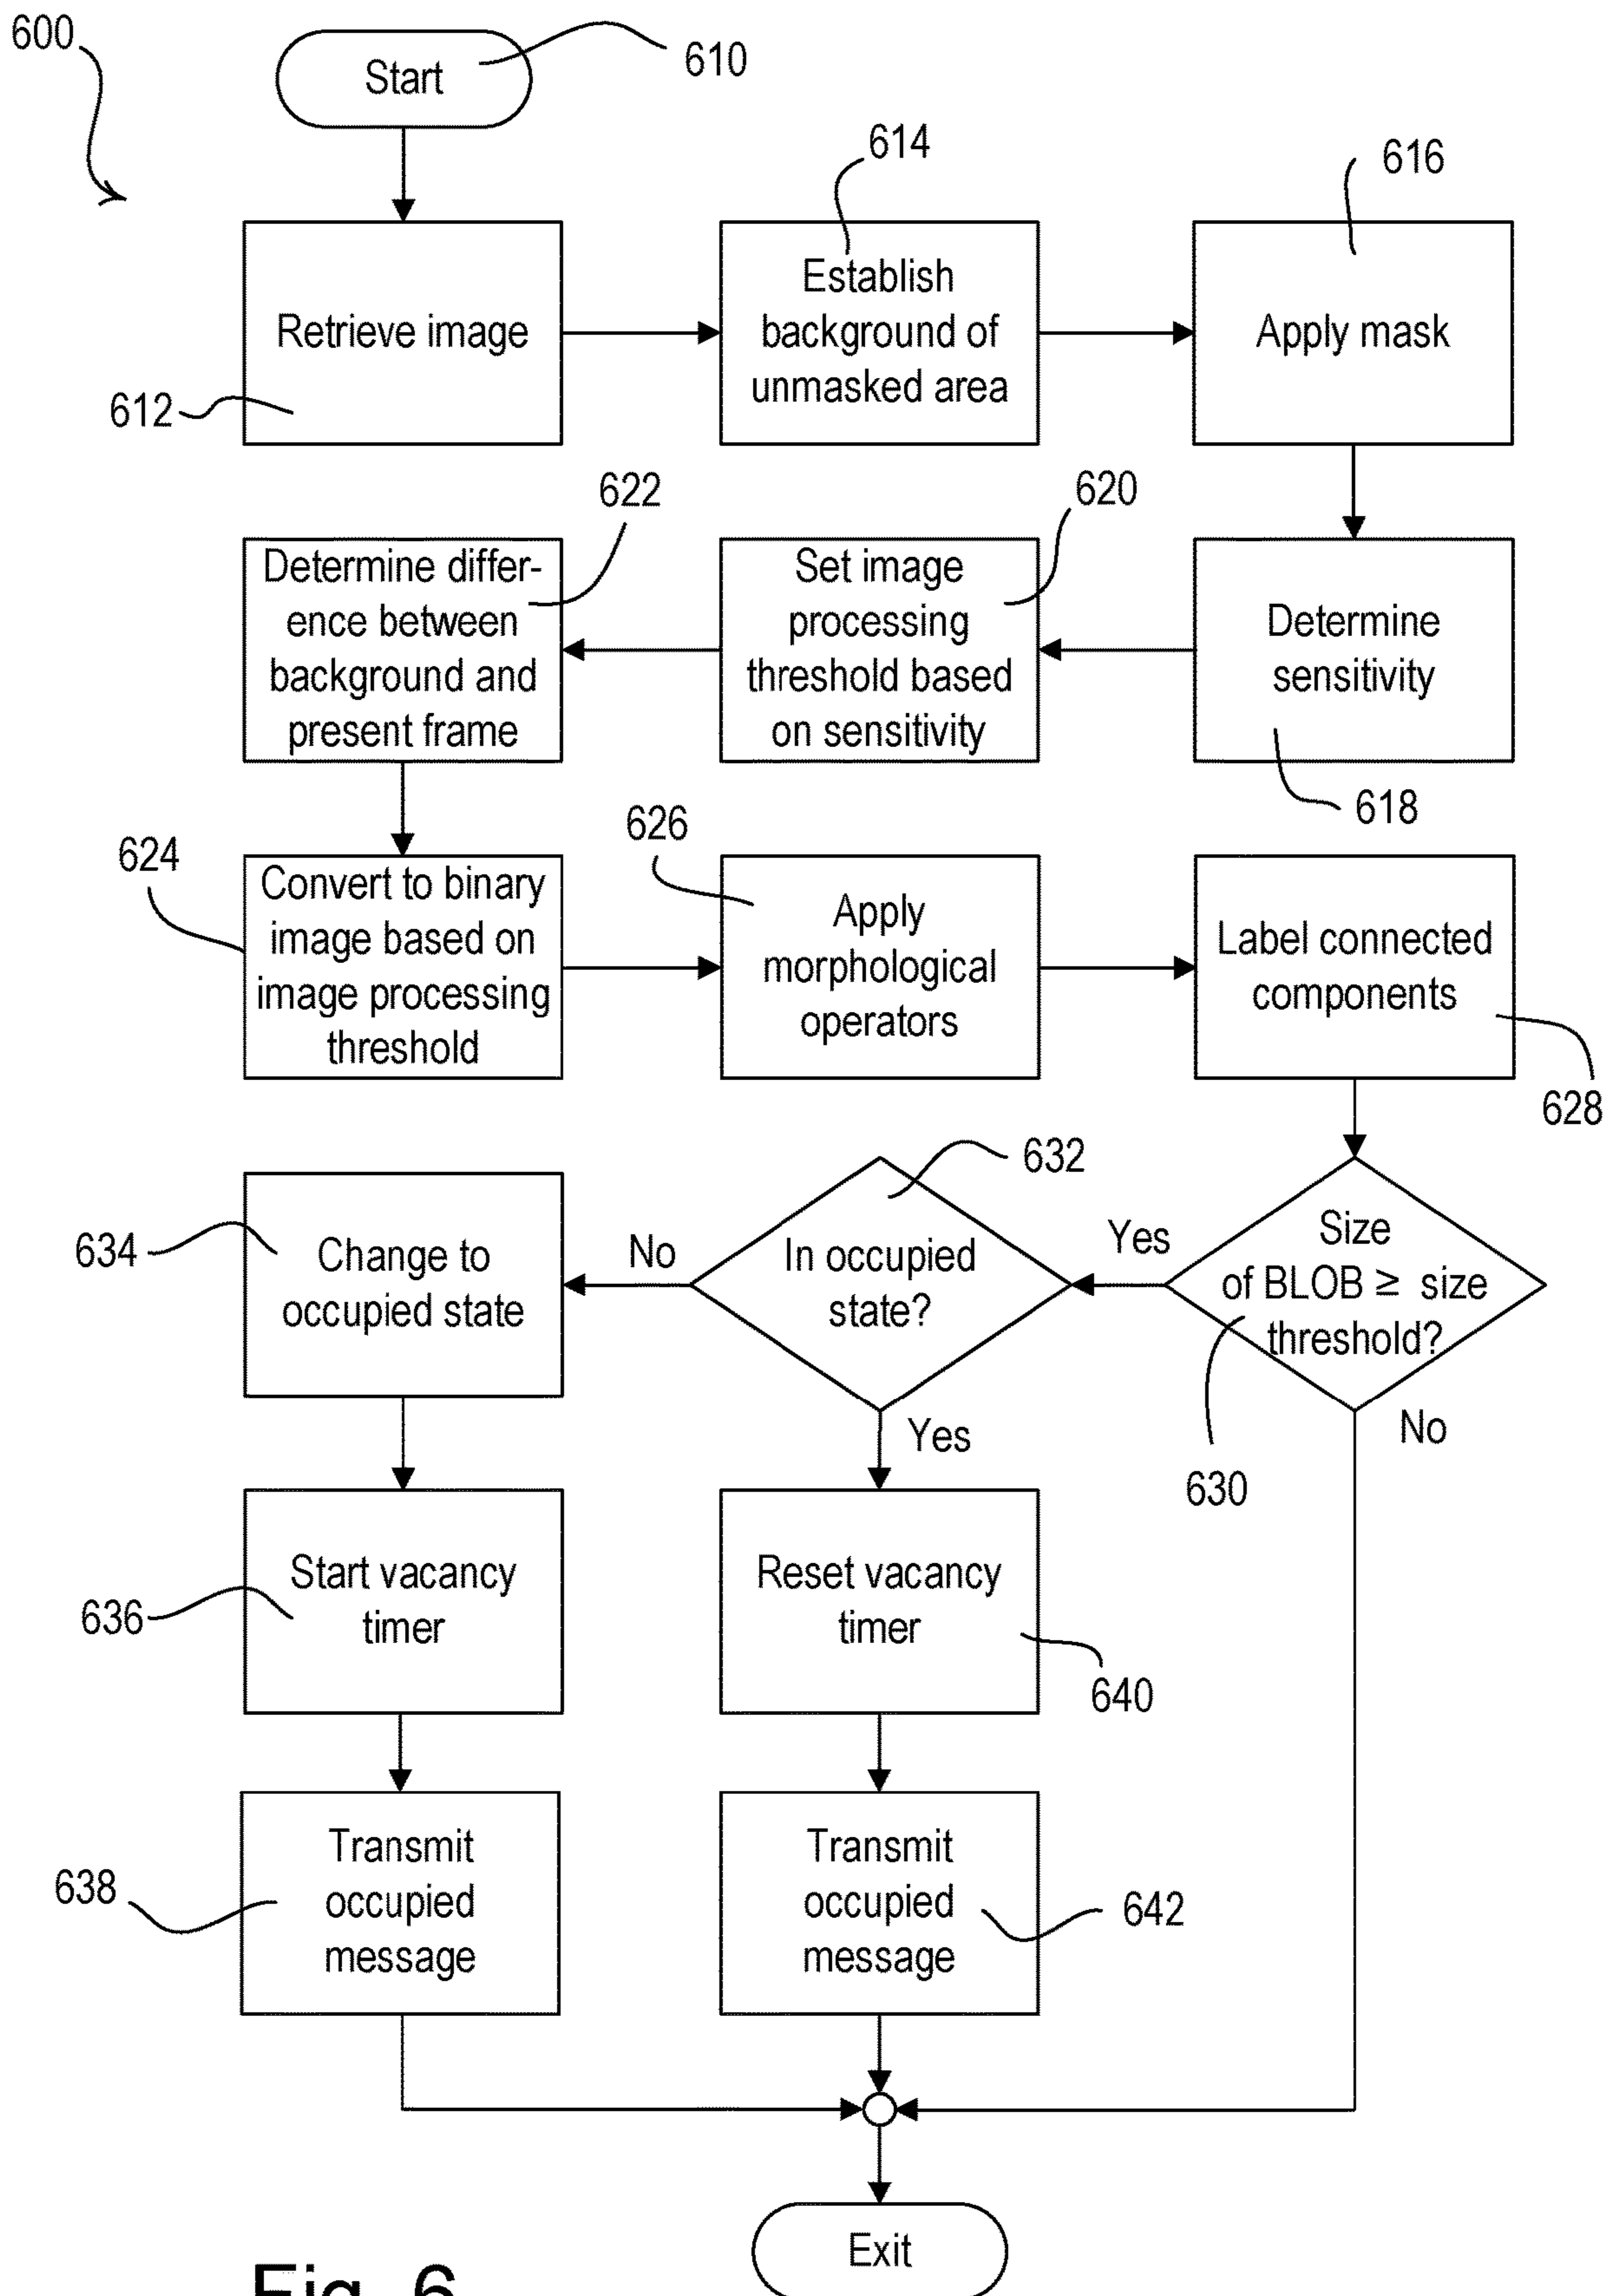 600
Start
610
614
616
Retrieve image
612
Establish
background of
unmasked area
Apply mask
622
620
Determine differ-
ence between
background and
present frame
Set image
processing
threshold based
on sensitivity
Determine
sensitivity
618
624
626
Convert to binary
image based on
image processing
threshold
Apply
morphological
operators
Label connected
components
628
632
634
Change to
occupied state
No
In occupied
state?
Yes
Size
of BLOB ≥ size
threshold?
Yes
No
630
Start vacancy
timer
636
Reset vacancy
timer
640
638
Transmit
occupied
message
Transmit
occupied
message
642
Exit
Fig. 6